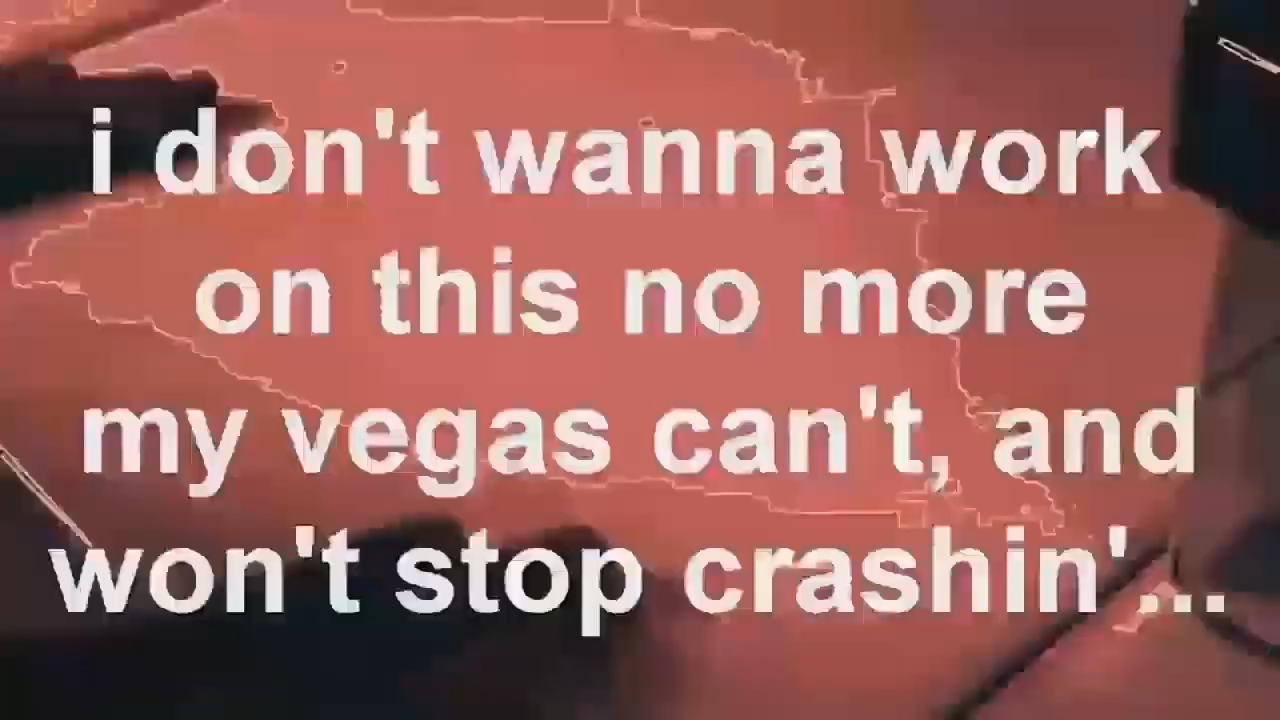 i don't wanna work
on this no more
my vegas can't, and
won't stop crashin'...